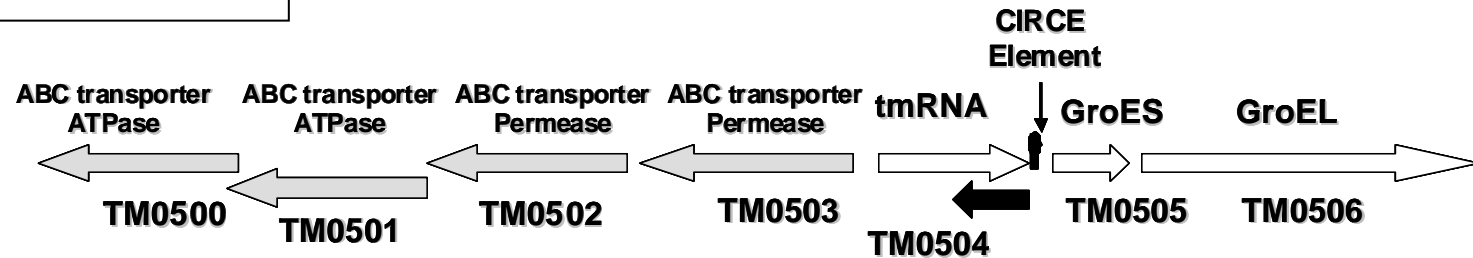 CIRCE
Element
ABC transporter
ATPase
ABC transporter
ATPase
ABC transporter
Permease
ABC transporter
Permease
tmRNA
GroES
GroEL
TM0500
TM0501
TM0502
TM0503
TM0504
TM0505
TM0506